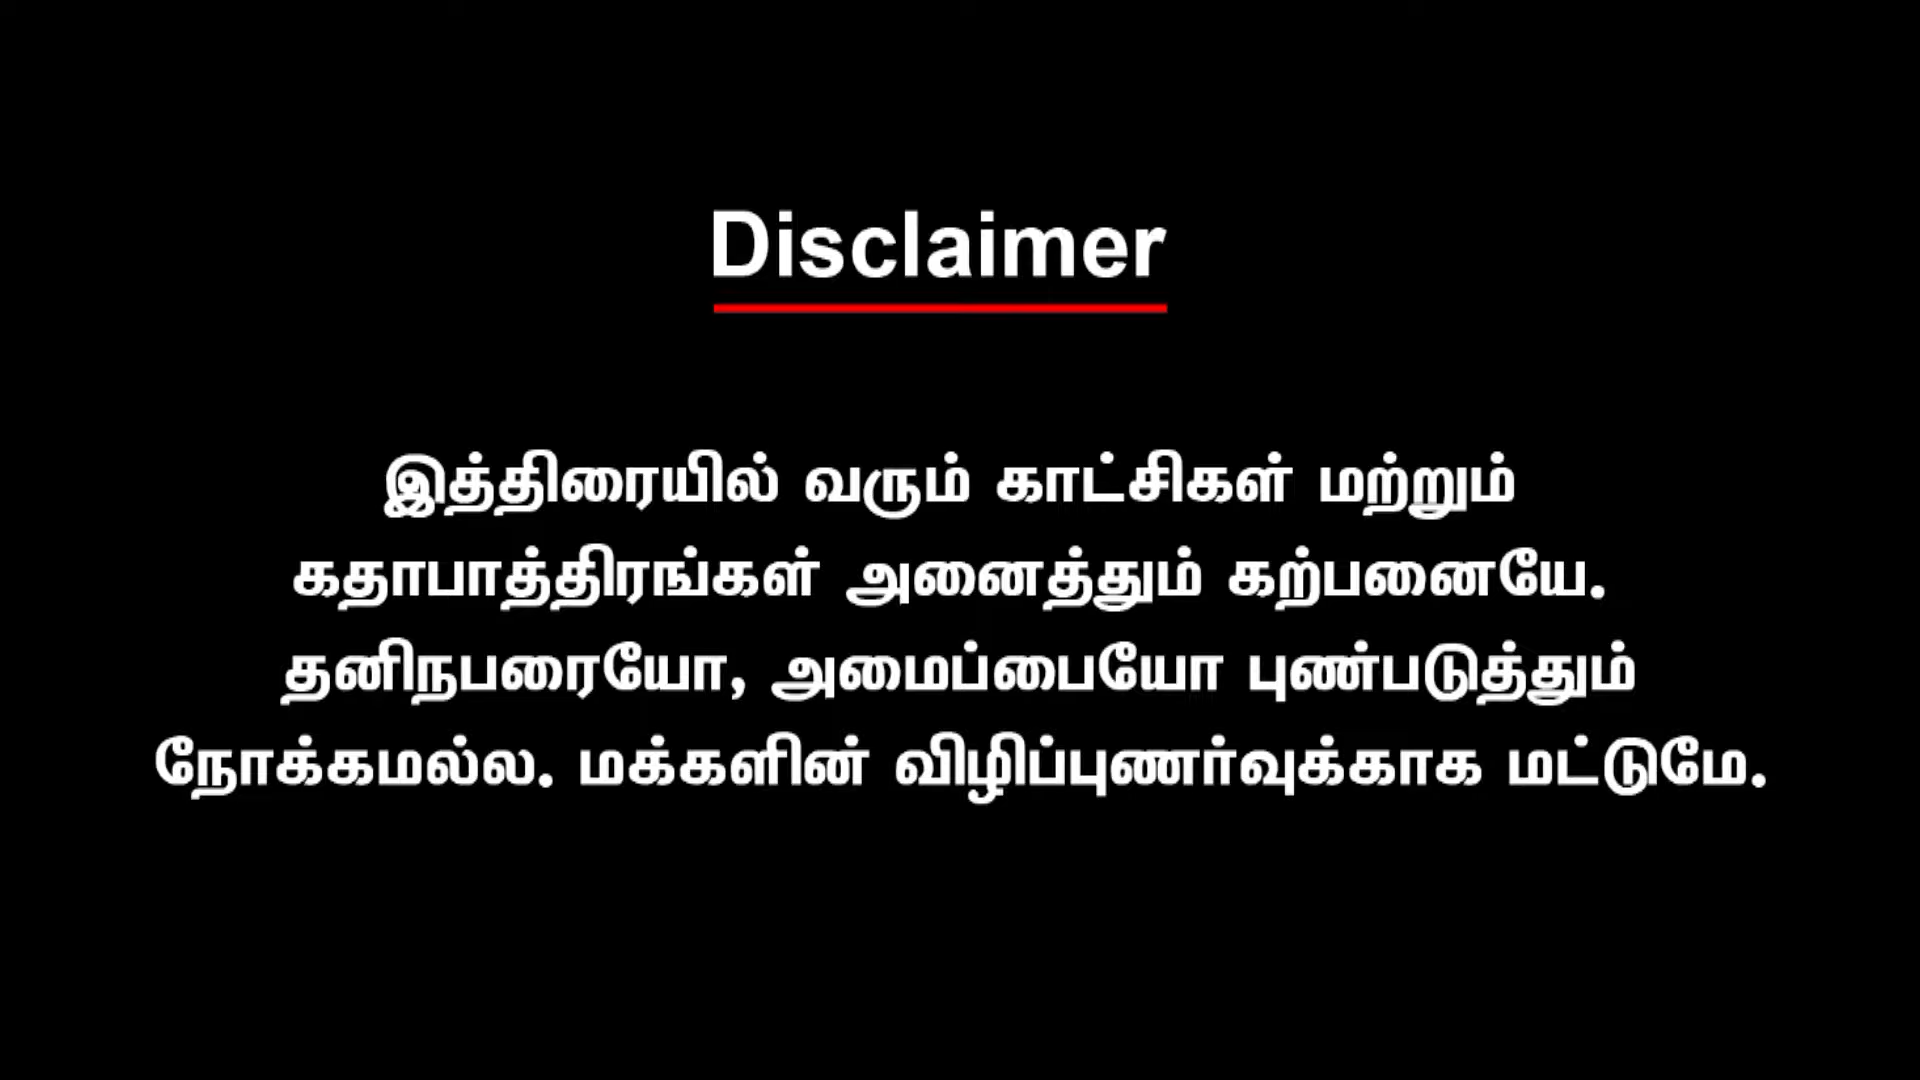 Disclaimer
இத்திரையில் வரும் காட்சிகள் மற்றும்
கதாபாத்திரங்கள் அனைத்தும் கற்பனையே.
தனிநபரையோ, அமைப்பையோ புண்படுத்தும்
நோக்கமல்ல. மக்களின் விழிப்புணர்வுக்காக மட்டுமே.